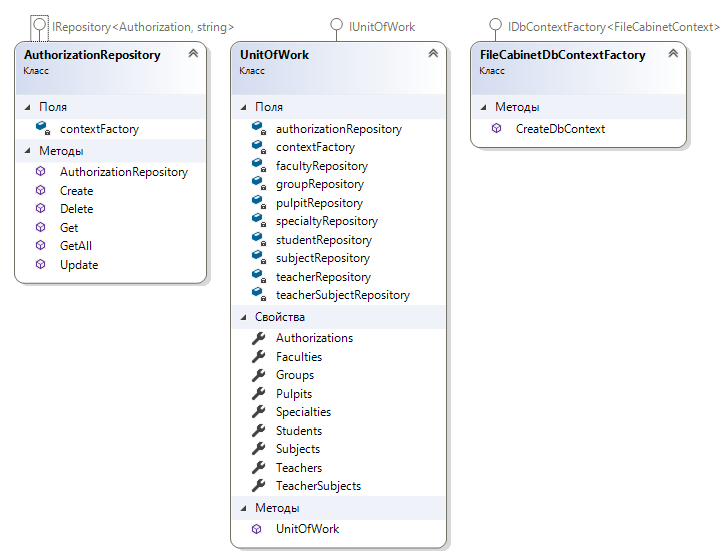 IRepository<Authorization, string>
AuthorizationRepository
Класс
Поля
contextFactory
Методы
AuthorizationRepository
Create
Delete
Get
GetAll
Update
IUnitOfWork
UnitOfWork
Класс
Поля
authorizationRepository
contextFactory
facultyRepository
groupRepository
pulpitRepository
specialtyRepository
studentRepository
subjectRepository
teacherRepository
teacherSubjectRepository
Свойства
Authorizations
Faculties
Groups
Pulpits
Specialties
Students
Subjects
Teachers
TeacherSubjects
Методы
UnitOfWork
IDbContextFactory<FileCabinetContext>
FileCabinetDbContextFactory
Класс
Методы
CreateDbContext